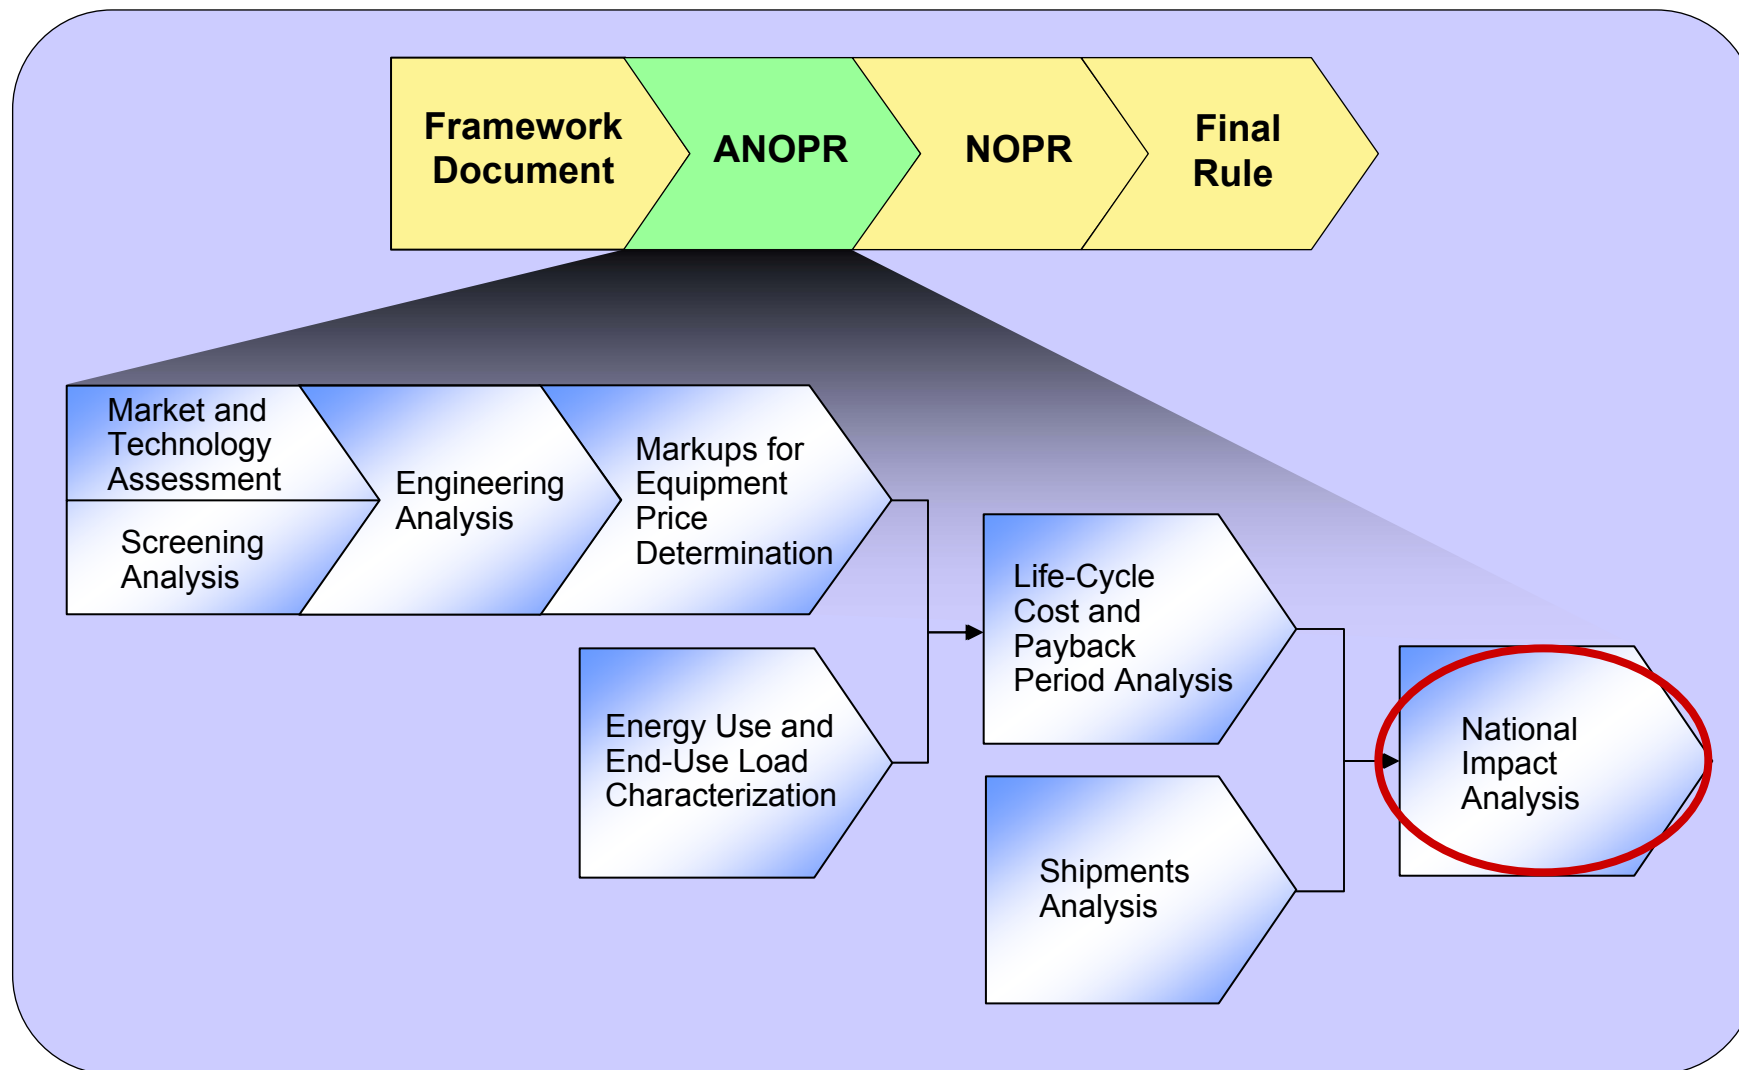 Framework
Document
ANOPR
NOPR
Final
Rule
Market and
Technology
Assessment
Screening
Analysis
Engineering
Analysis
Markups for
Equipment
Price
Determination
Energy Use and
End-Use Load
Characterization
Life-Cycle
Cost and
Payback
Period Analysis
Shipments
Analysis
National
Impact
Analysis